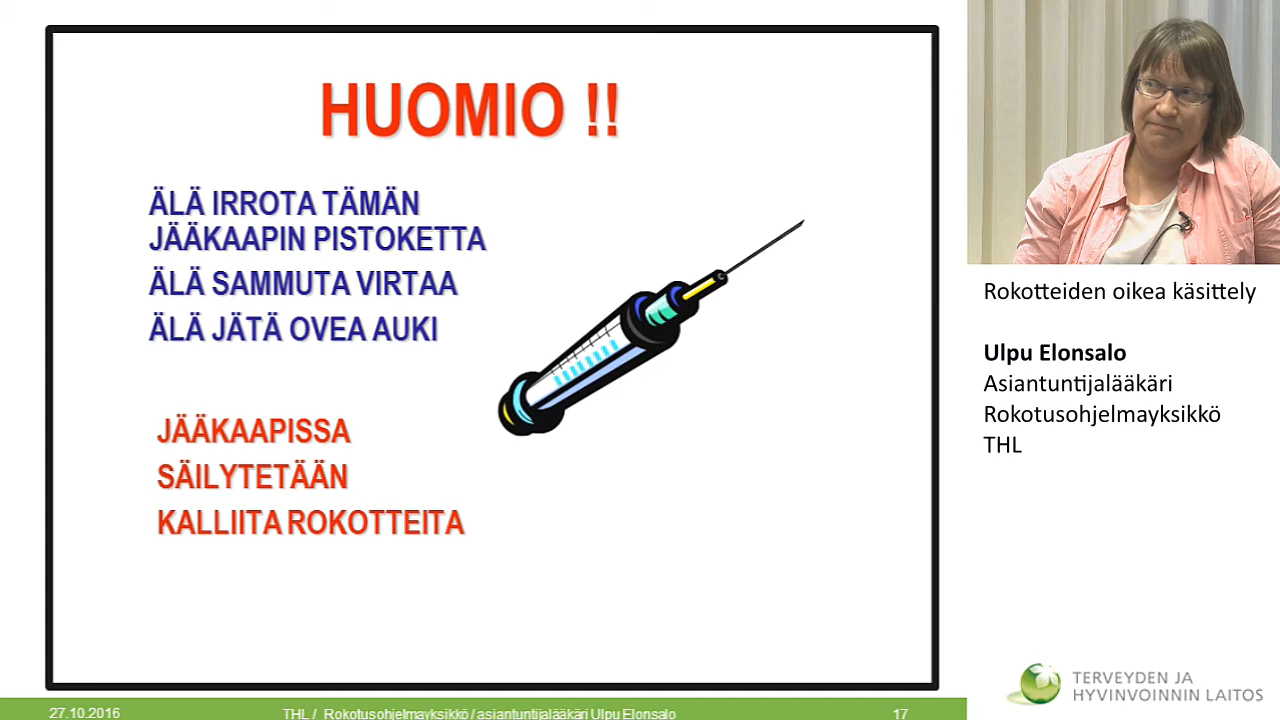 HUOMIO !!
ÄLÄ IRROTA TÄMÄN
JÄÄKAAPIN PISTOKETTA
ÄLÄ SAMMUTA VIRTAA
ÄLÄ JÄTÄ OVEA AUKI
JÄÄKAAPISSA
SÄILYTETÄÄN
KALLIITA ROKOTTEITA
27.10.2016
THL / Rokotusohjelmayksikkö / asiantuntijalääkäri Ulpu Elonsalo
17
Rokotteiden oikea käsittely
Ulpu Elonsalo
Asiantuntijalääkäri
Rokotusohjelmayksikkö
THL
TERVEYDEN JA
HYVINVOINNIN LAITOS